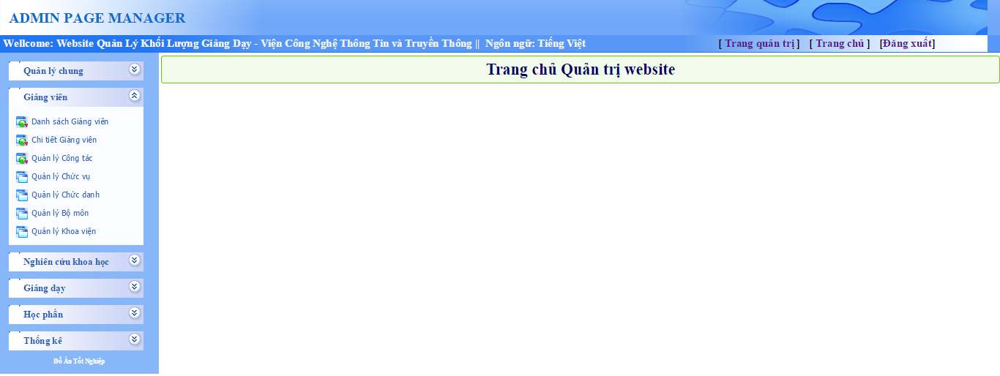 ADMIN PAGE MANAGER
Wellcome: Website Quản Lý Khối Lượng Giảng Dạy - Viện Công Nghệ Thông Tin và Truyền Thông || Ngôn ngữ: Tiếng Việt [ Trang quản trị ] [ Trang chủ ] [Đăng xuất]
Trang chủ Quản trị website
Quản lý chung
Giảng viên
Danh sách Giảng viên
Chi tiết Giảng viên
Quản lý Công tác
Quản lý Chức vụ
Quản lý Chức danh
Quản lý Bộ môn
Quản lý Khoa viện
Nghiên cứu khoa học
Giảng dạy
Học phần
Thống kê
Đồ Án Tốt Nghiệp